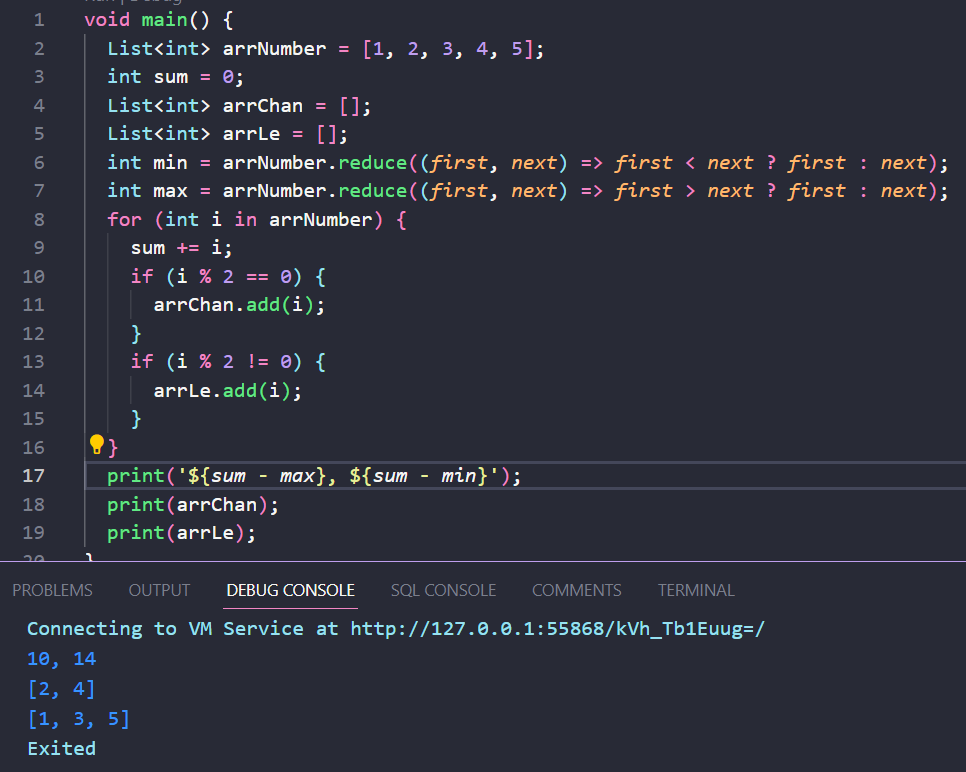 1 void main() {
2 List<int> arrNumber = [1, 2, 3, 4, 5];
3 int sum = 0;
4 List<int> arrChan = [];
5 List<int> arrLe = [];
6 int min = arrNumber.reduce((first, next) => first < next ? first : next);
7 int max = arrNumber.reduce((first, next) => first > next ? first : next);
8 for (int i in arrNumber) {
9 sum += i;
10 if (i % 2 == 0) {
11 arrChan.add(i);
12 }
13 if (i % 2 != 0) {
14 arrLe.add(i);
15 }
16 }
17 print('${sum - max}, ${sum - min}');
18 print(arrChan);
19 print(arrLe);
20 }
PROBLEMS OUTPUT DEBUG CONSOLE SQL CONSOLE COMMENTS TERMINAL
Connecting to VM Service at http://127.0.0.1:55868/kVh_Tb1Euug=/
10, 14
[2, 4]
[1, 3, 5]
Exited